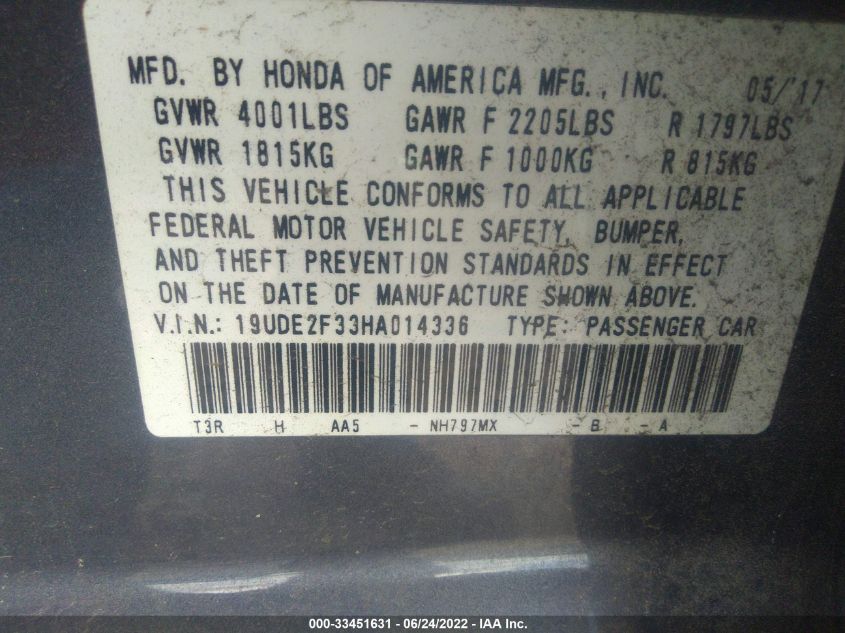 MFD. BY HONDA OF AMERICA MFG., INC. 05/'17
GVWR 4001LBS GAWR F 2205LBS R 1797LBS
GVWR 1815KG GAWR F 1000KG R 815KG
THIS VEHICLE CONFORMS TO ALL APPLICABLE
FEDERAL MOTOR VEHICLE SAFETY, BUMPER,
AND THEFT PREVENTION STANDARDS IN EFFECT
ON THE DATE OF MANUFACTURE SHOWN ABOVE.
V.I.N.: 19UDE2F33HA014336 TYPE: PASSENGER CAR
T3R H AA5 - NH797MX - B - A
000-33451631 - 06/24/2022 - IAA Inc.